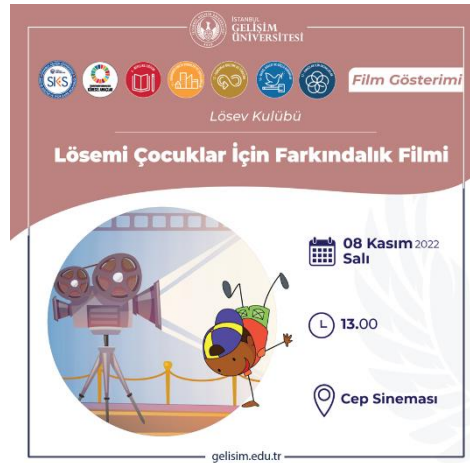 İSTANBUL
GELİŞİM
ÜNİVERSİTESİ
SKS
Film Gösterimi
Lösev Kulübü
Lösemi Çocuklar İçin Farkındalık Filmi
08 Kasım 2022
Salı
13.00
Cep Sineması
gelisim.edu.tr